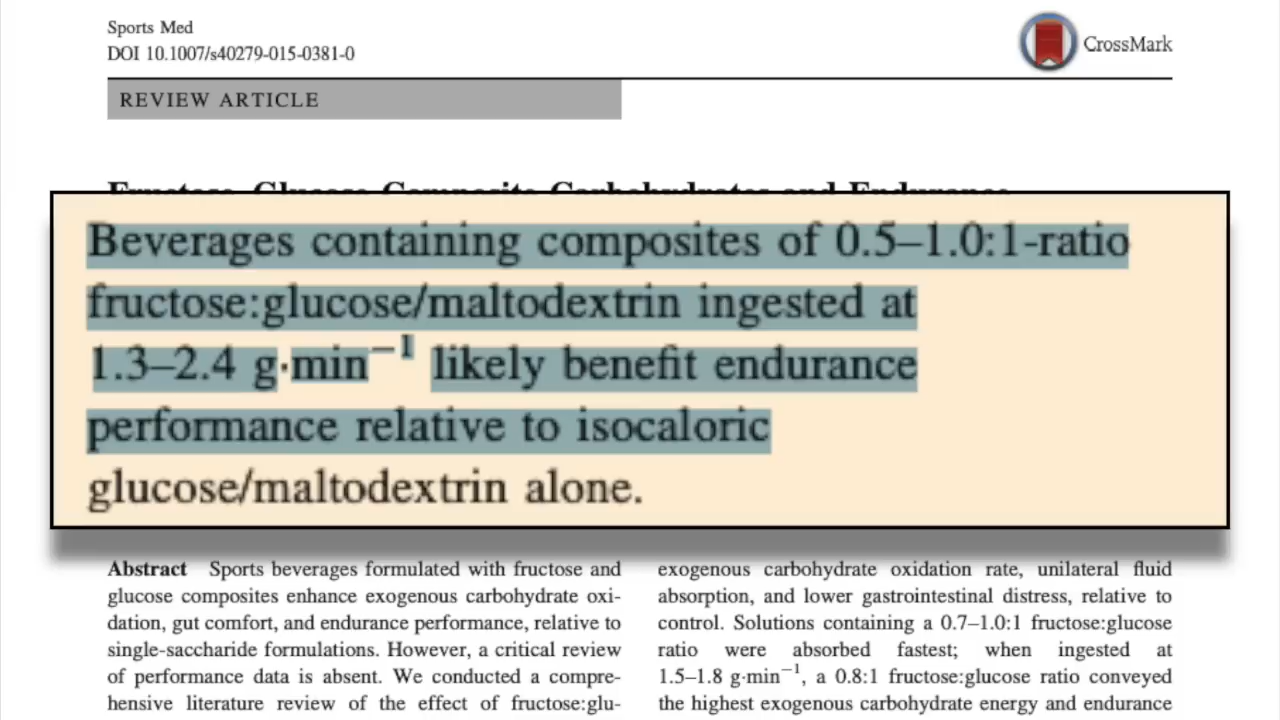 Sports Med
DOI 10.1007/s40279-015-0381-0
CrossMark
REVIEW ARTICLE
Fructose–Glucose Composite Carbohydrates and Endurance
Beverages containing composites of 0.5–1.0:1-ratio
fructose:glucose/maltodextrin ingested at
1.3–2.4 g·min⁻¹ likely benefit endurance
performance relative to isocaloric
glucose/maltodextrin alone.
Abstract Sports beverages formulated with fructose and
glucose composites enhance exogenous carbohydrate oxi-
dation, gut comfort, and endurance performance, relative to
single-saccharide formulations. However, a critical review
of performance data is absent. We conducted a compre-
hensive literature review of the effect of fructose:glu-
exogenous carbohydrate oxidation rate, unilateral fluid
absorption, and lower gastrointestinal distress, relative to
control. Solutions containing a 0.7–1.0:1 fructose:glucose
ratio were absorbed fastest; when ingested at
1.5–1.8 g·min⁻¹, a 0.8:1 fructose:glucose ratio conveyed
the highest exogenous carbohydrate energy and endurance